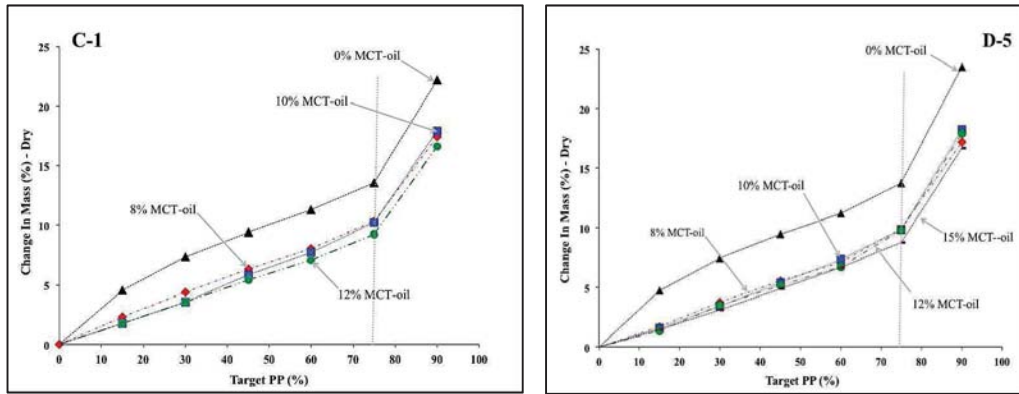 C-1
0% MCT-oil
10% MCT-oil
8% MCT-oil
12% MCT-oil
Change In Mass (%) - Dry
25
20
15
10
5
0
0 10 20 30 40 50 60 70 80 90 100
Target PP (%)
D-5
0% MCT-oil
10% MCT-oil
8% MCT-oil
15% MCT--oil
12% MCT-oil
Change In Mass (%) - Dry
25
20
15
10
5
0
0 10 20 30 40 50 60 70 80 90 100
Target PP (%)